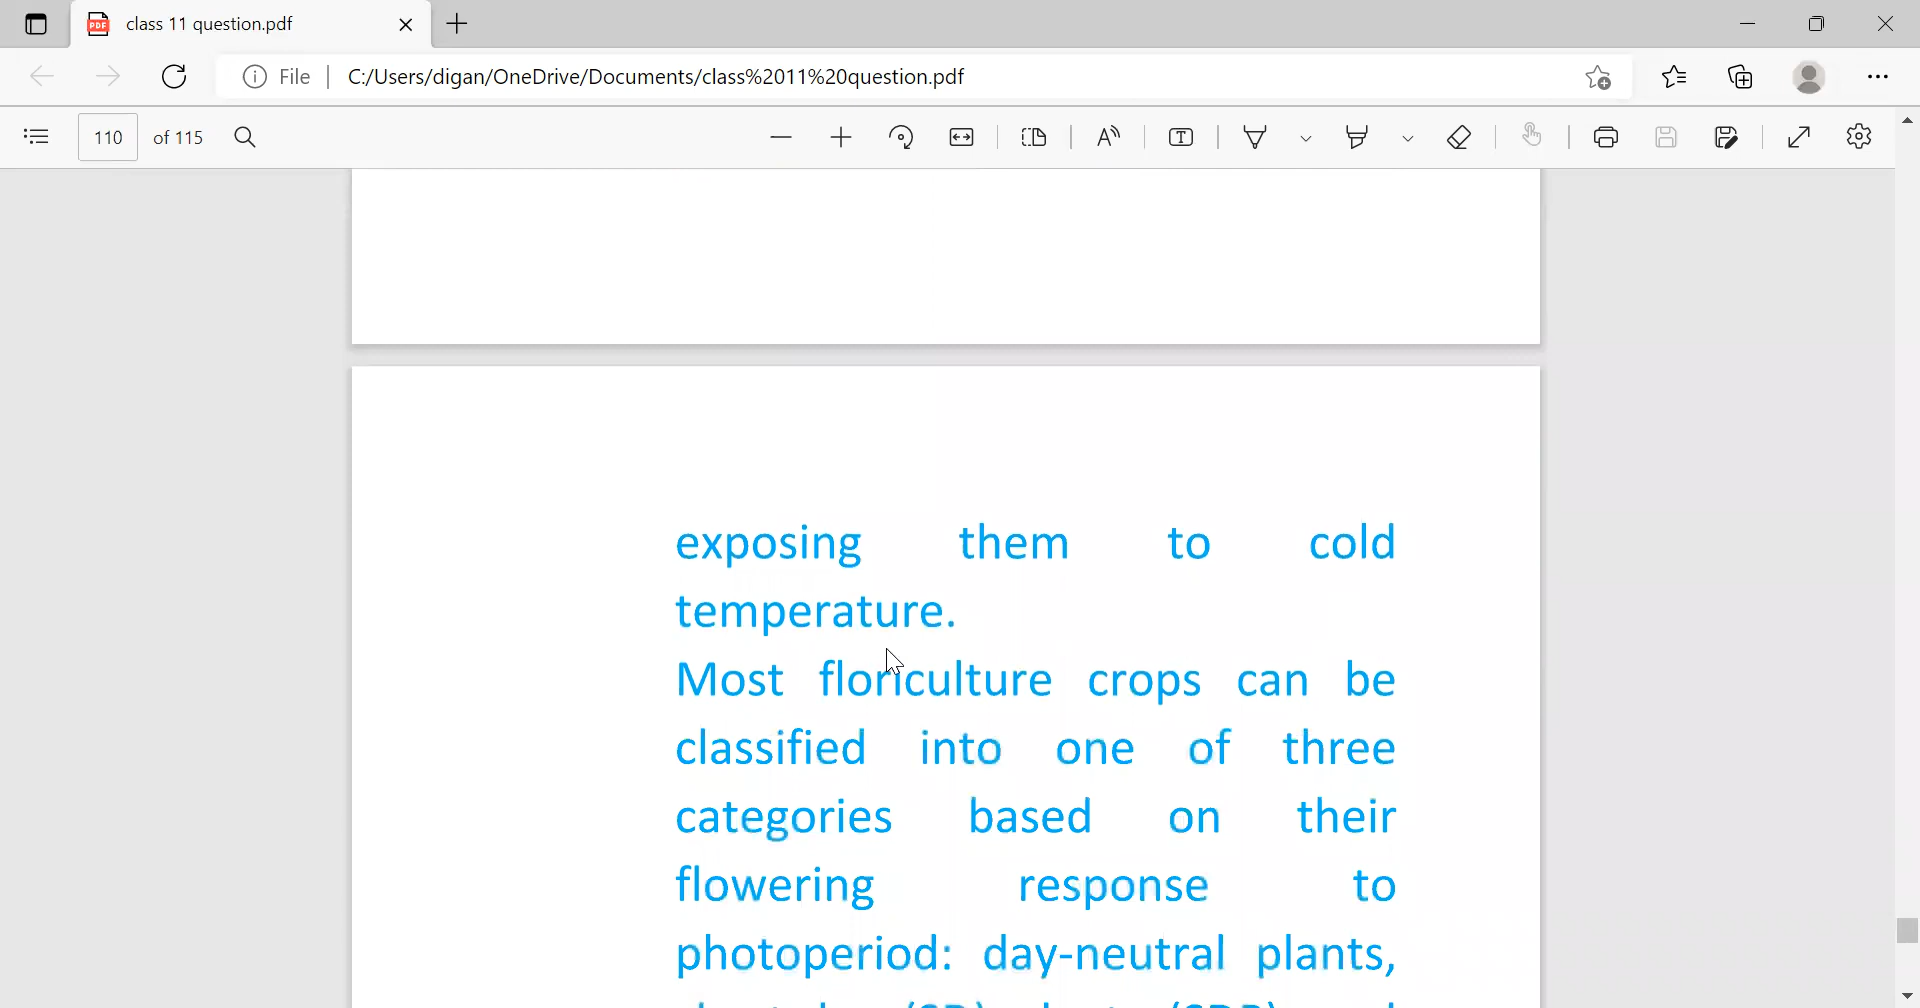 class 11 question.pdf
File
C:/Users/digan/OneDrive/Documents/class%2011%20question.pdf
110 of 115
exposing them to cold
temperature.
Most floriculture crops can be
classified into one of three
categories based on their
flowering response to
photoperiod: day-neutral plants,